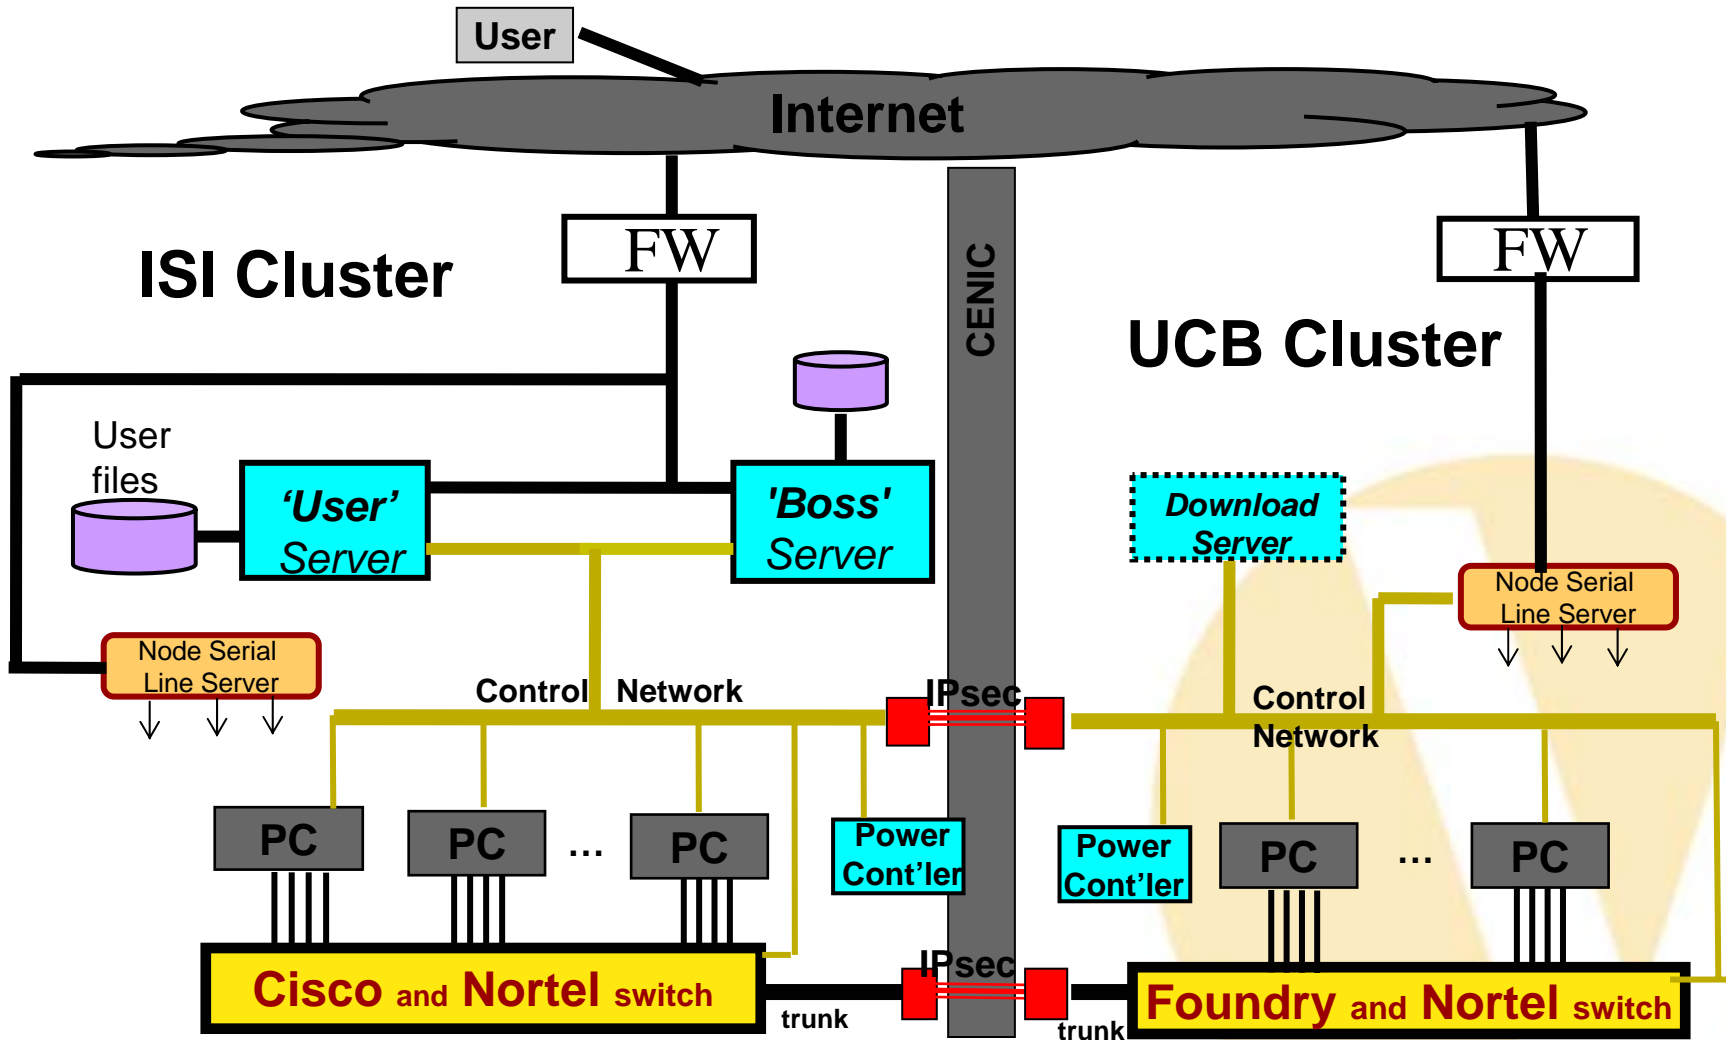 User
Internet
FW
FW
ISI Cluster
CENIC
UCB Cluster
User
files
‘User’
Server
'Boss'
Server
Download
Server
Node Serial
Line Server
Node Serial
Line Server
Control Network
IPsec
Control
Network
PC
PC
...
PC
Power
Cont’ler
Power
Cont’ler
PC
...
PC
Cisco and Nortel switch
trunk
IPsec
trunk
Foundry and Nortel switch